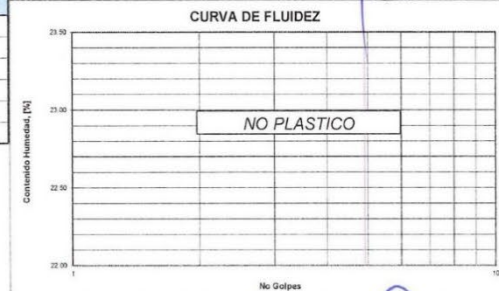 CURVA DE FLUIDEZ
23.50
23.00
22.50
22.00
Contenido Humedad, [%]
NO PLASTICO
1
10
No Golpes